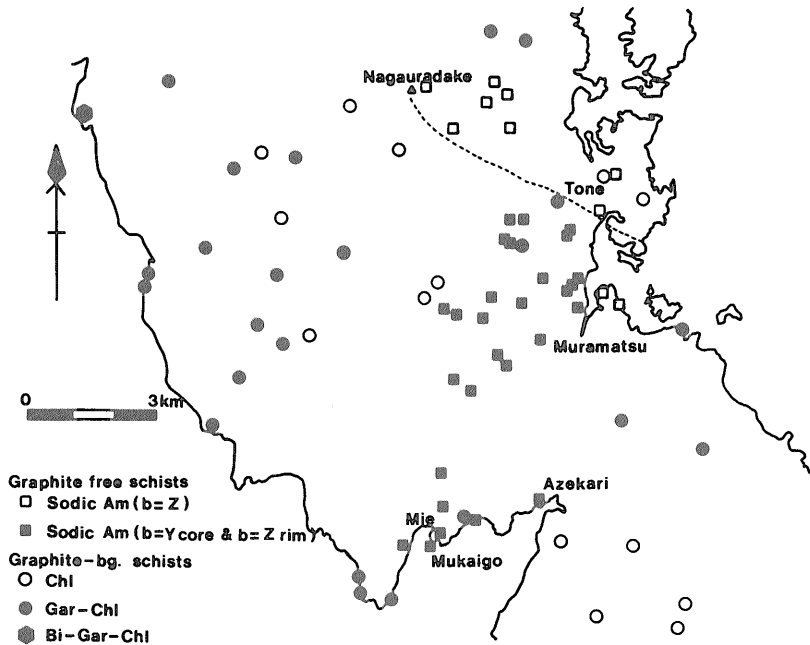 Nagauradake
Tone
Muramatsu
0 3km
Azekari
Mie
Mukaigo
Graphite free schists
Sodic Am (b=Z)
Sodic Am (b=Y core & b=Z rim)
Graphite-bg. schists
Chl
Gar-Chl
Bi-Gar-Chl